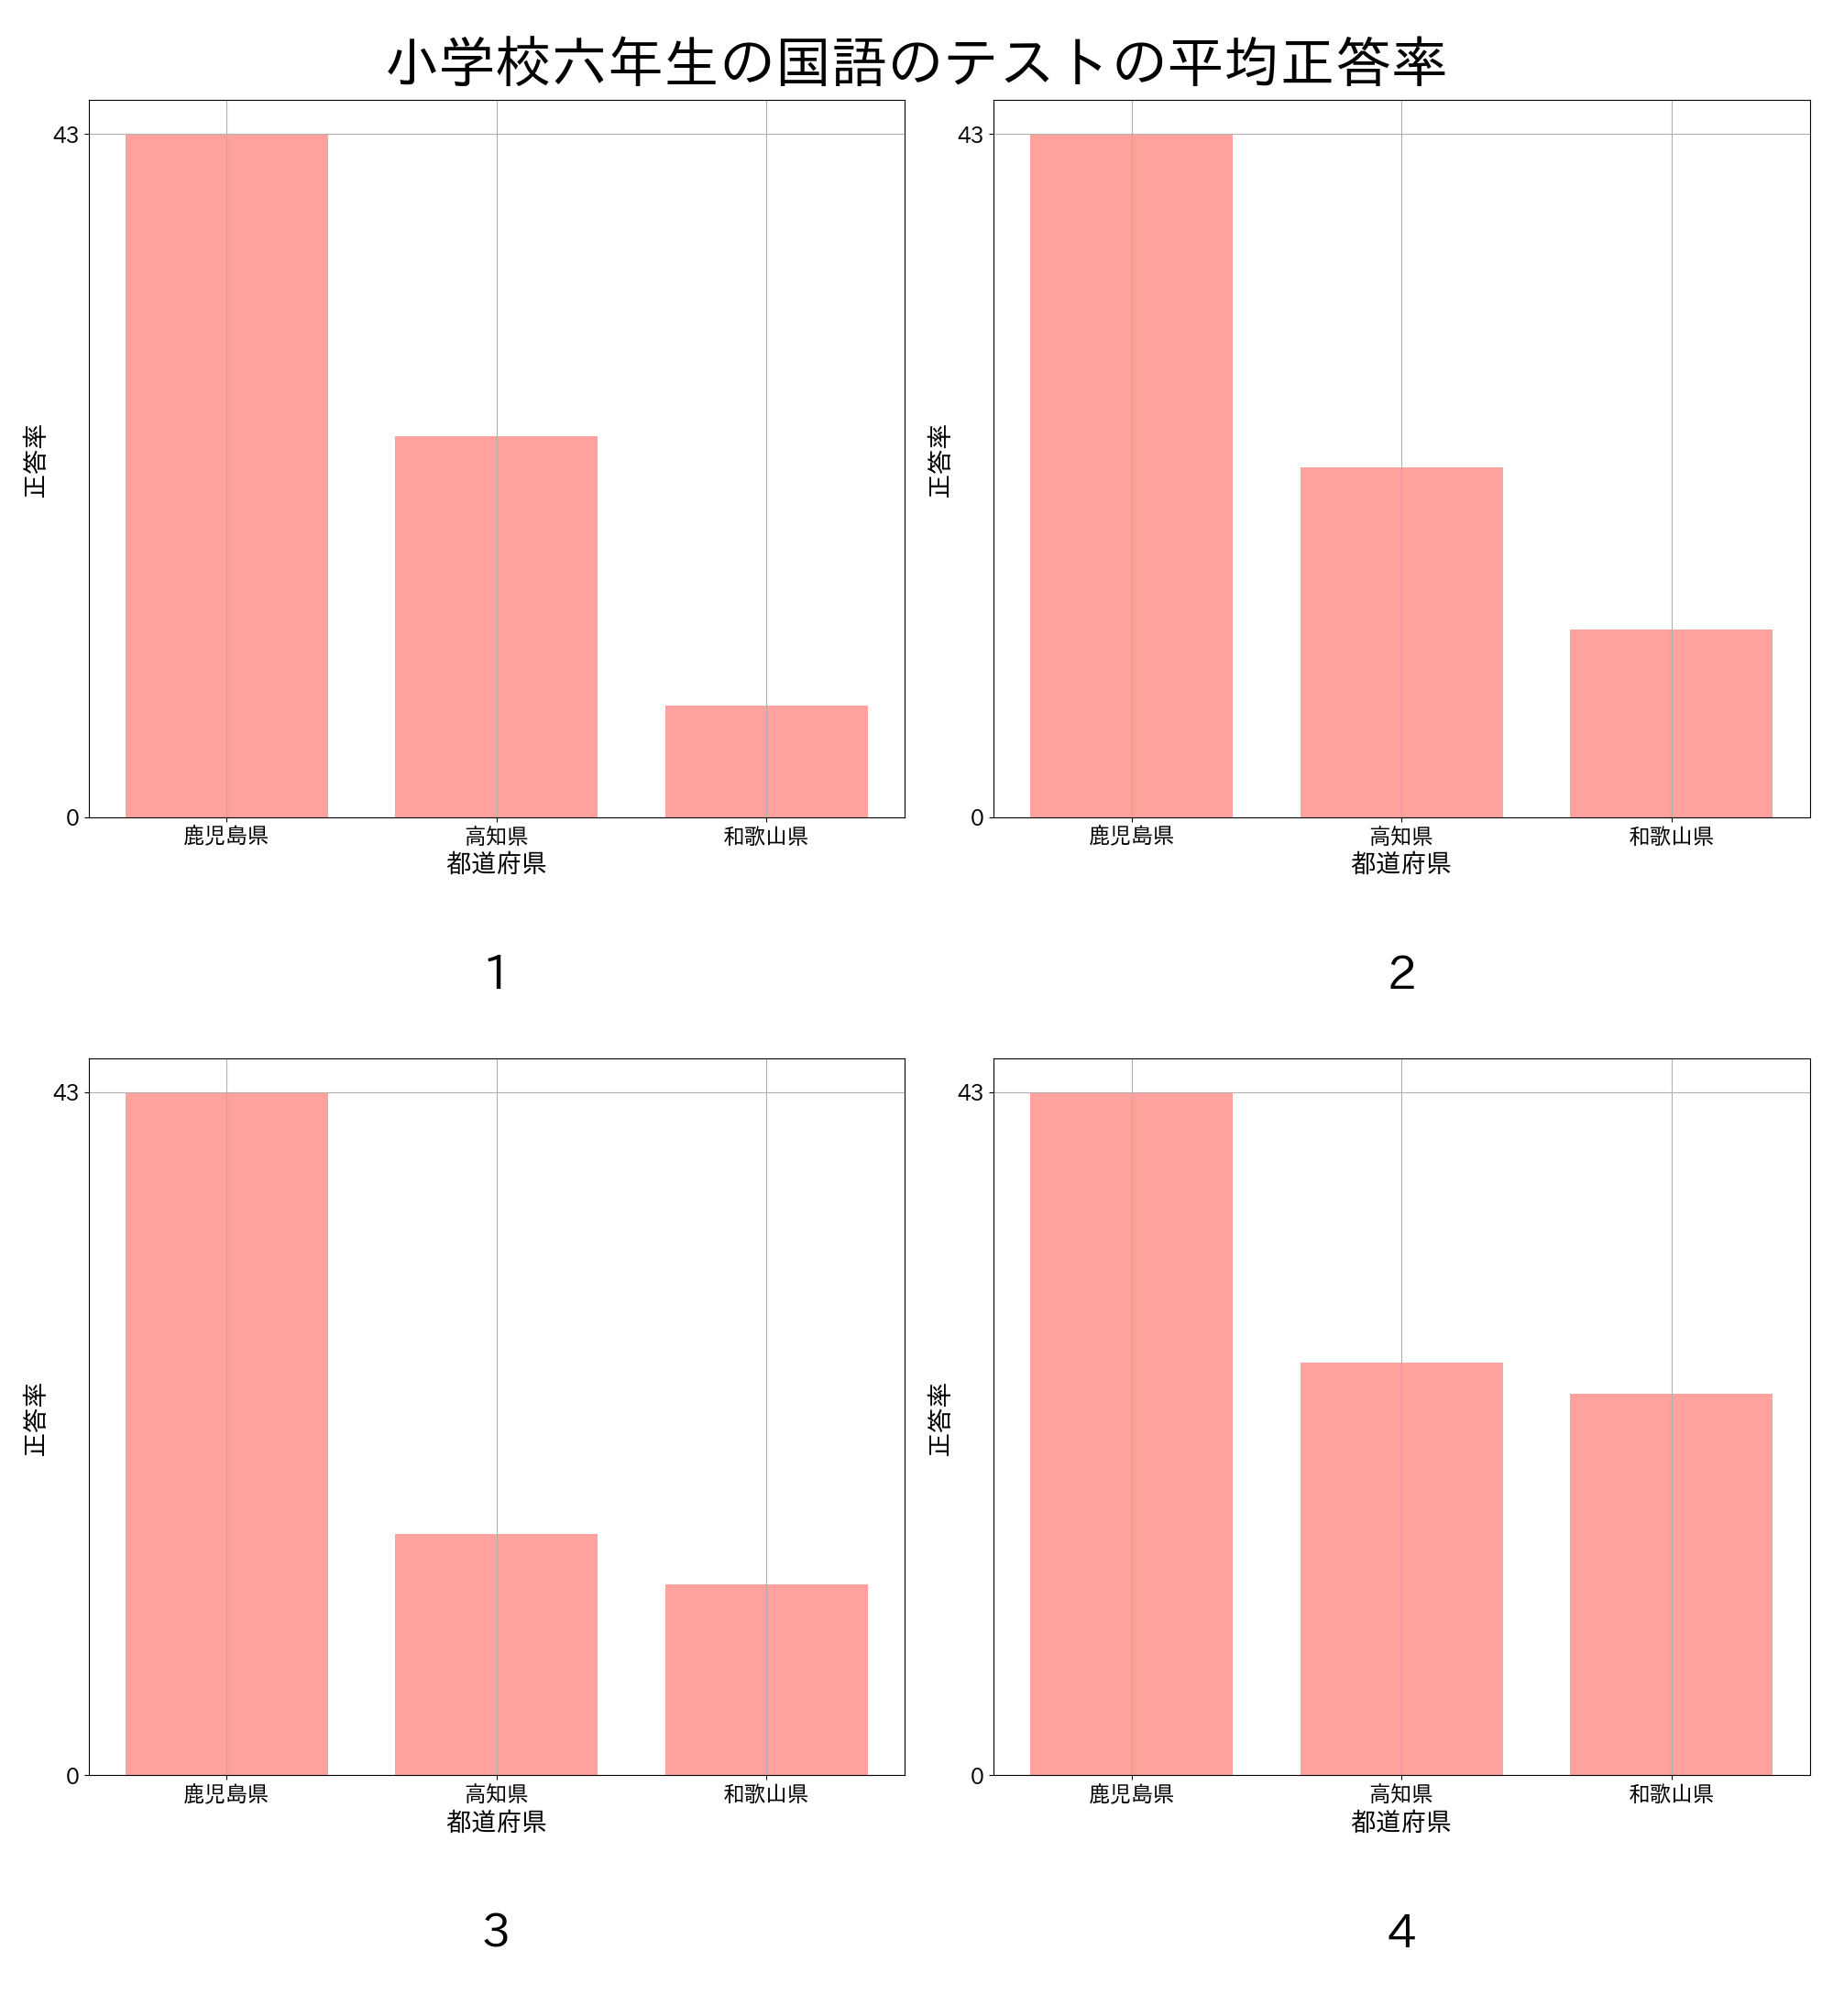 小学校六年生の国語のテストの平均正答率
43
0
正答率
鹿児島県 高知県 和歌山県
都道府県
1
43
0
正答率
鹿児島県 高知県 和歌山県
都道府県
2
43
0
正答率
鹿児島県 高知県 和歌山県
都道府県
3
43
0
正答率
鹿児島県 高知県 和歌山県
都道府県
4